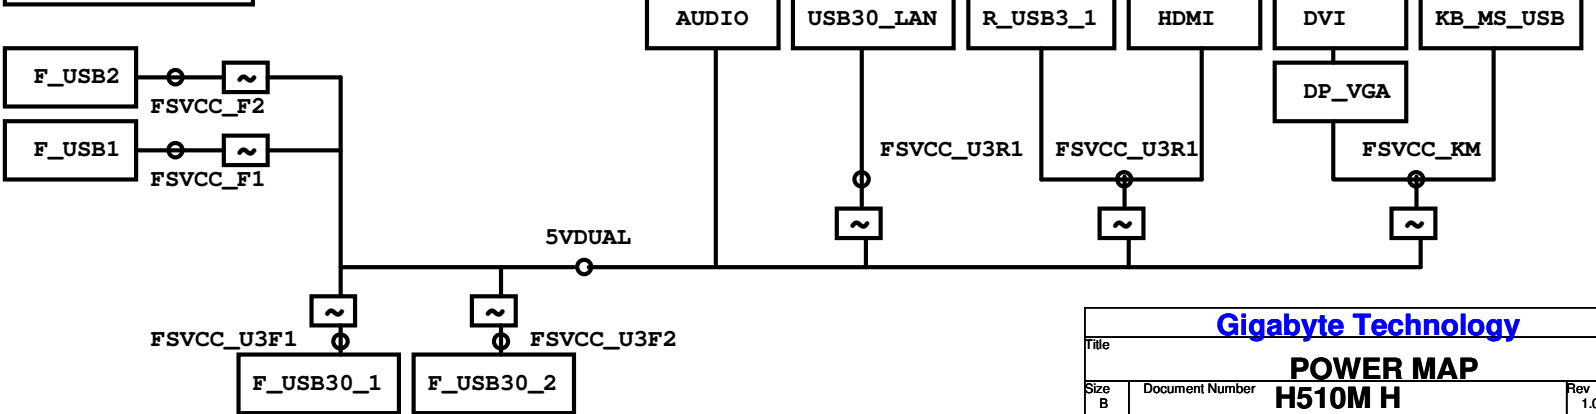 AUDIO
USB30_LAN
R_USB3_1
HDMI
DVI
KB_MS_USB
F_USB2
~
FSVCC_F2
DP_VGA
F_USB1
~
FSVCC_F1
FSVCC_U3R1
FSVCC_U3R1
FSVCC_KM
~
~
~
5VDUAL
~
~
FSVCC_U3F1
FSVCC_U3F2
F_USB30_1
F_USB30_2
Gigabyte Technology
Title
POWER MAP
Size
B
Document Number
H510M H
Rev